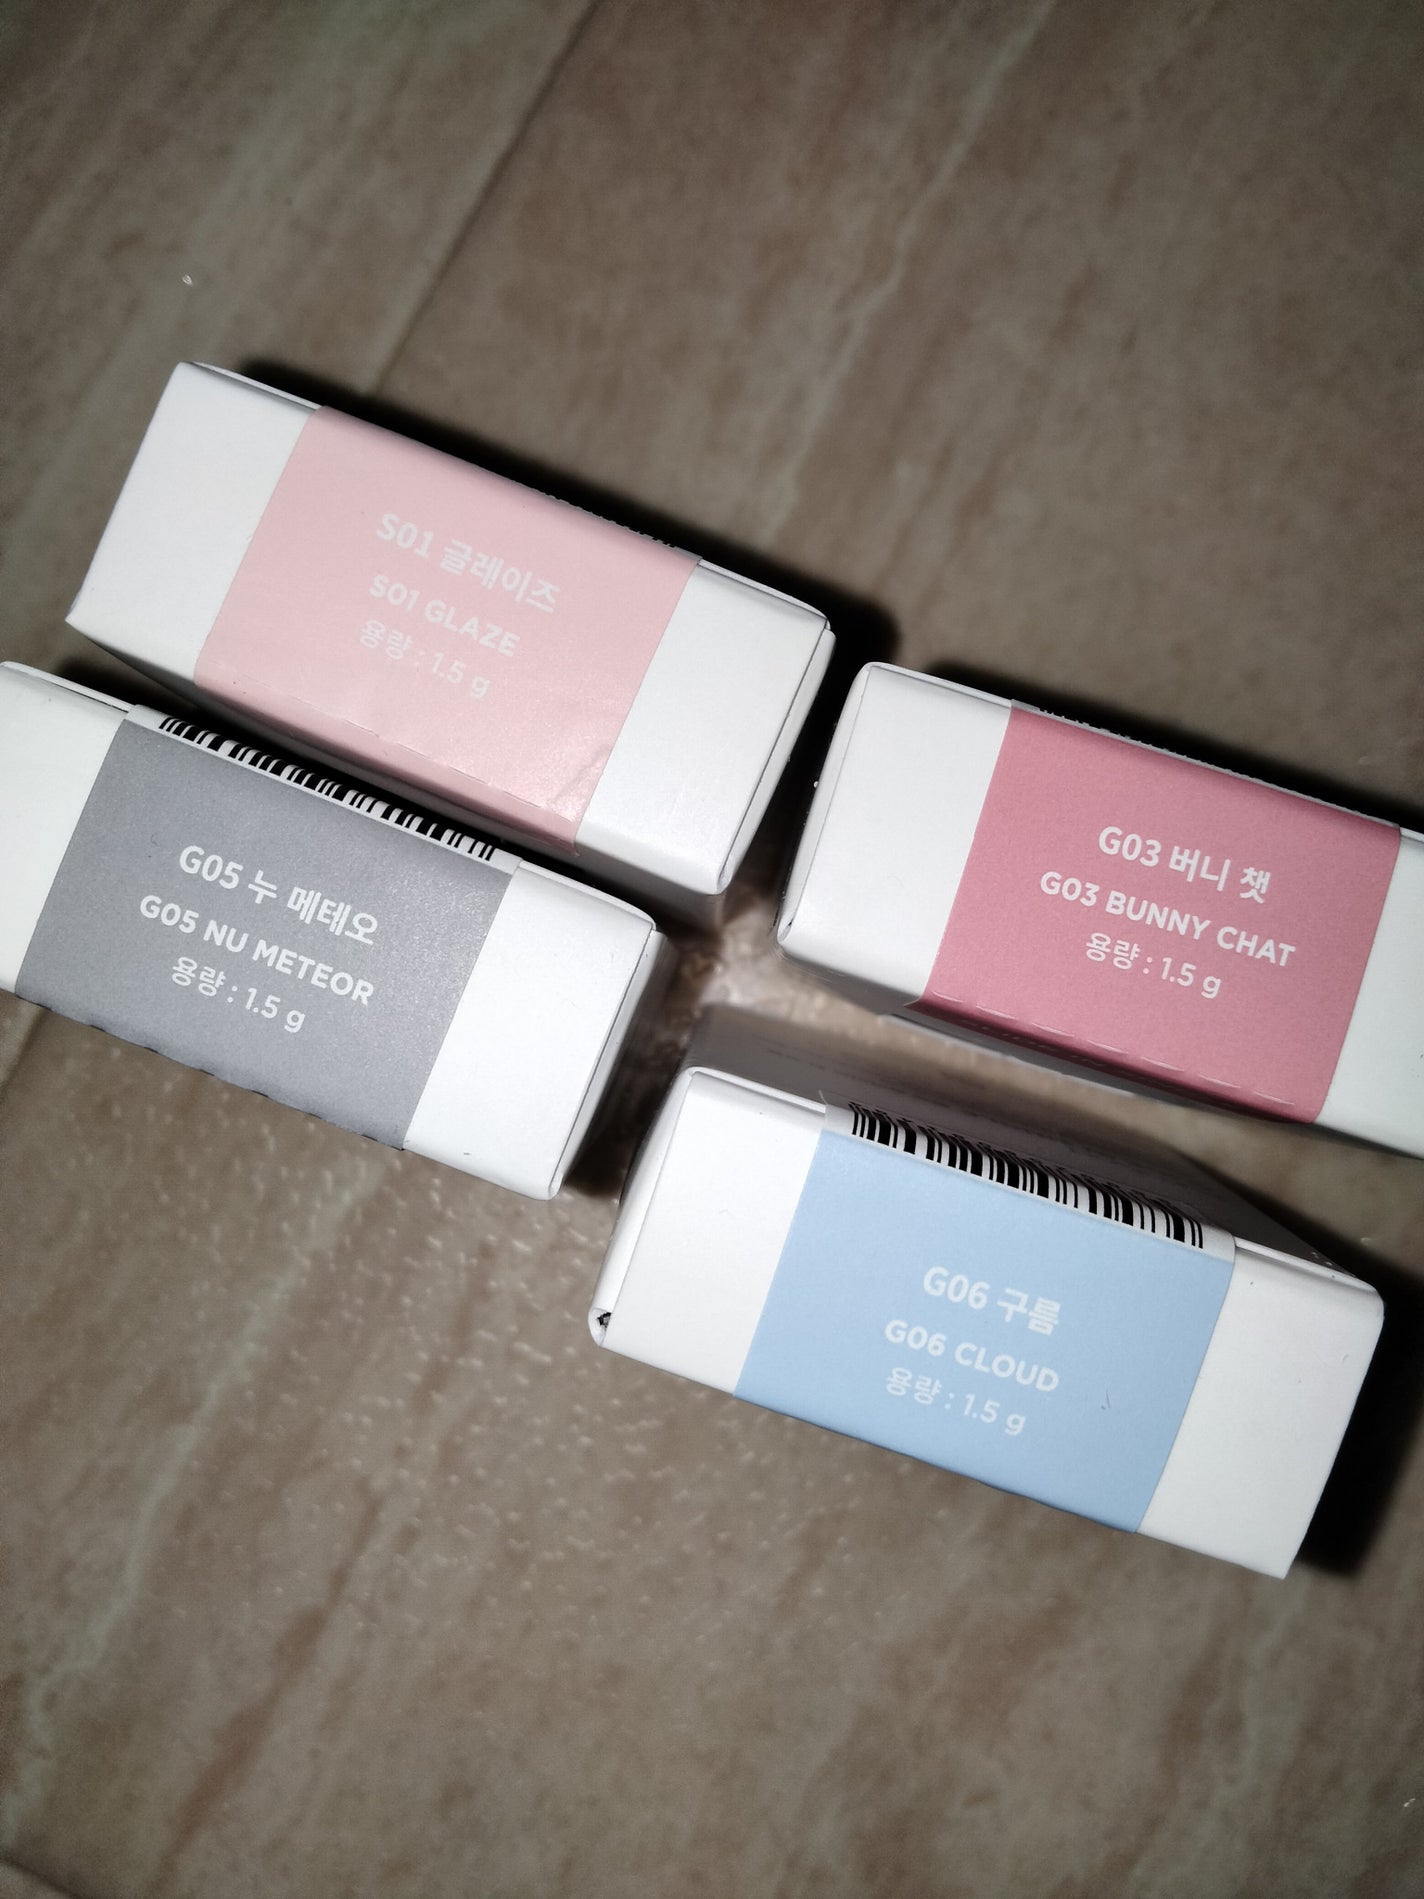 S01 글레이즈
S01 GLAZE
용량 : 1.5 g
G05 누 메테오
G05 NU METEOR
용량 : 1.5 g
G03 버니 챗
G03 BUNNY CHAT
용량 : 1.5 g
G06 구름
G06 CLOUD
용량 : 1.5 g